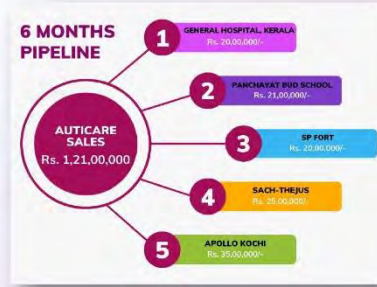 6 MONTHS
PIPELINE
1
GENERAL HOSPITAL, KERALA
Rs. 20,00,000/-
2
PANCHAYAT BUD SCHOOL
Rs. 21,00,000/-
AUTICARE
SALES
Rs. 1,21,00,000
3
SP FORT
Rs. 20,00,000/-
4
SACH-THEJUS
Rs. 25,00,000/-
5
APOLLO KOCHI
Rs. 35,00,000/-